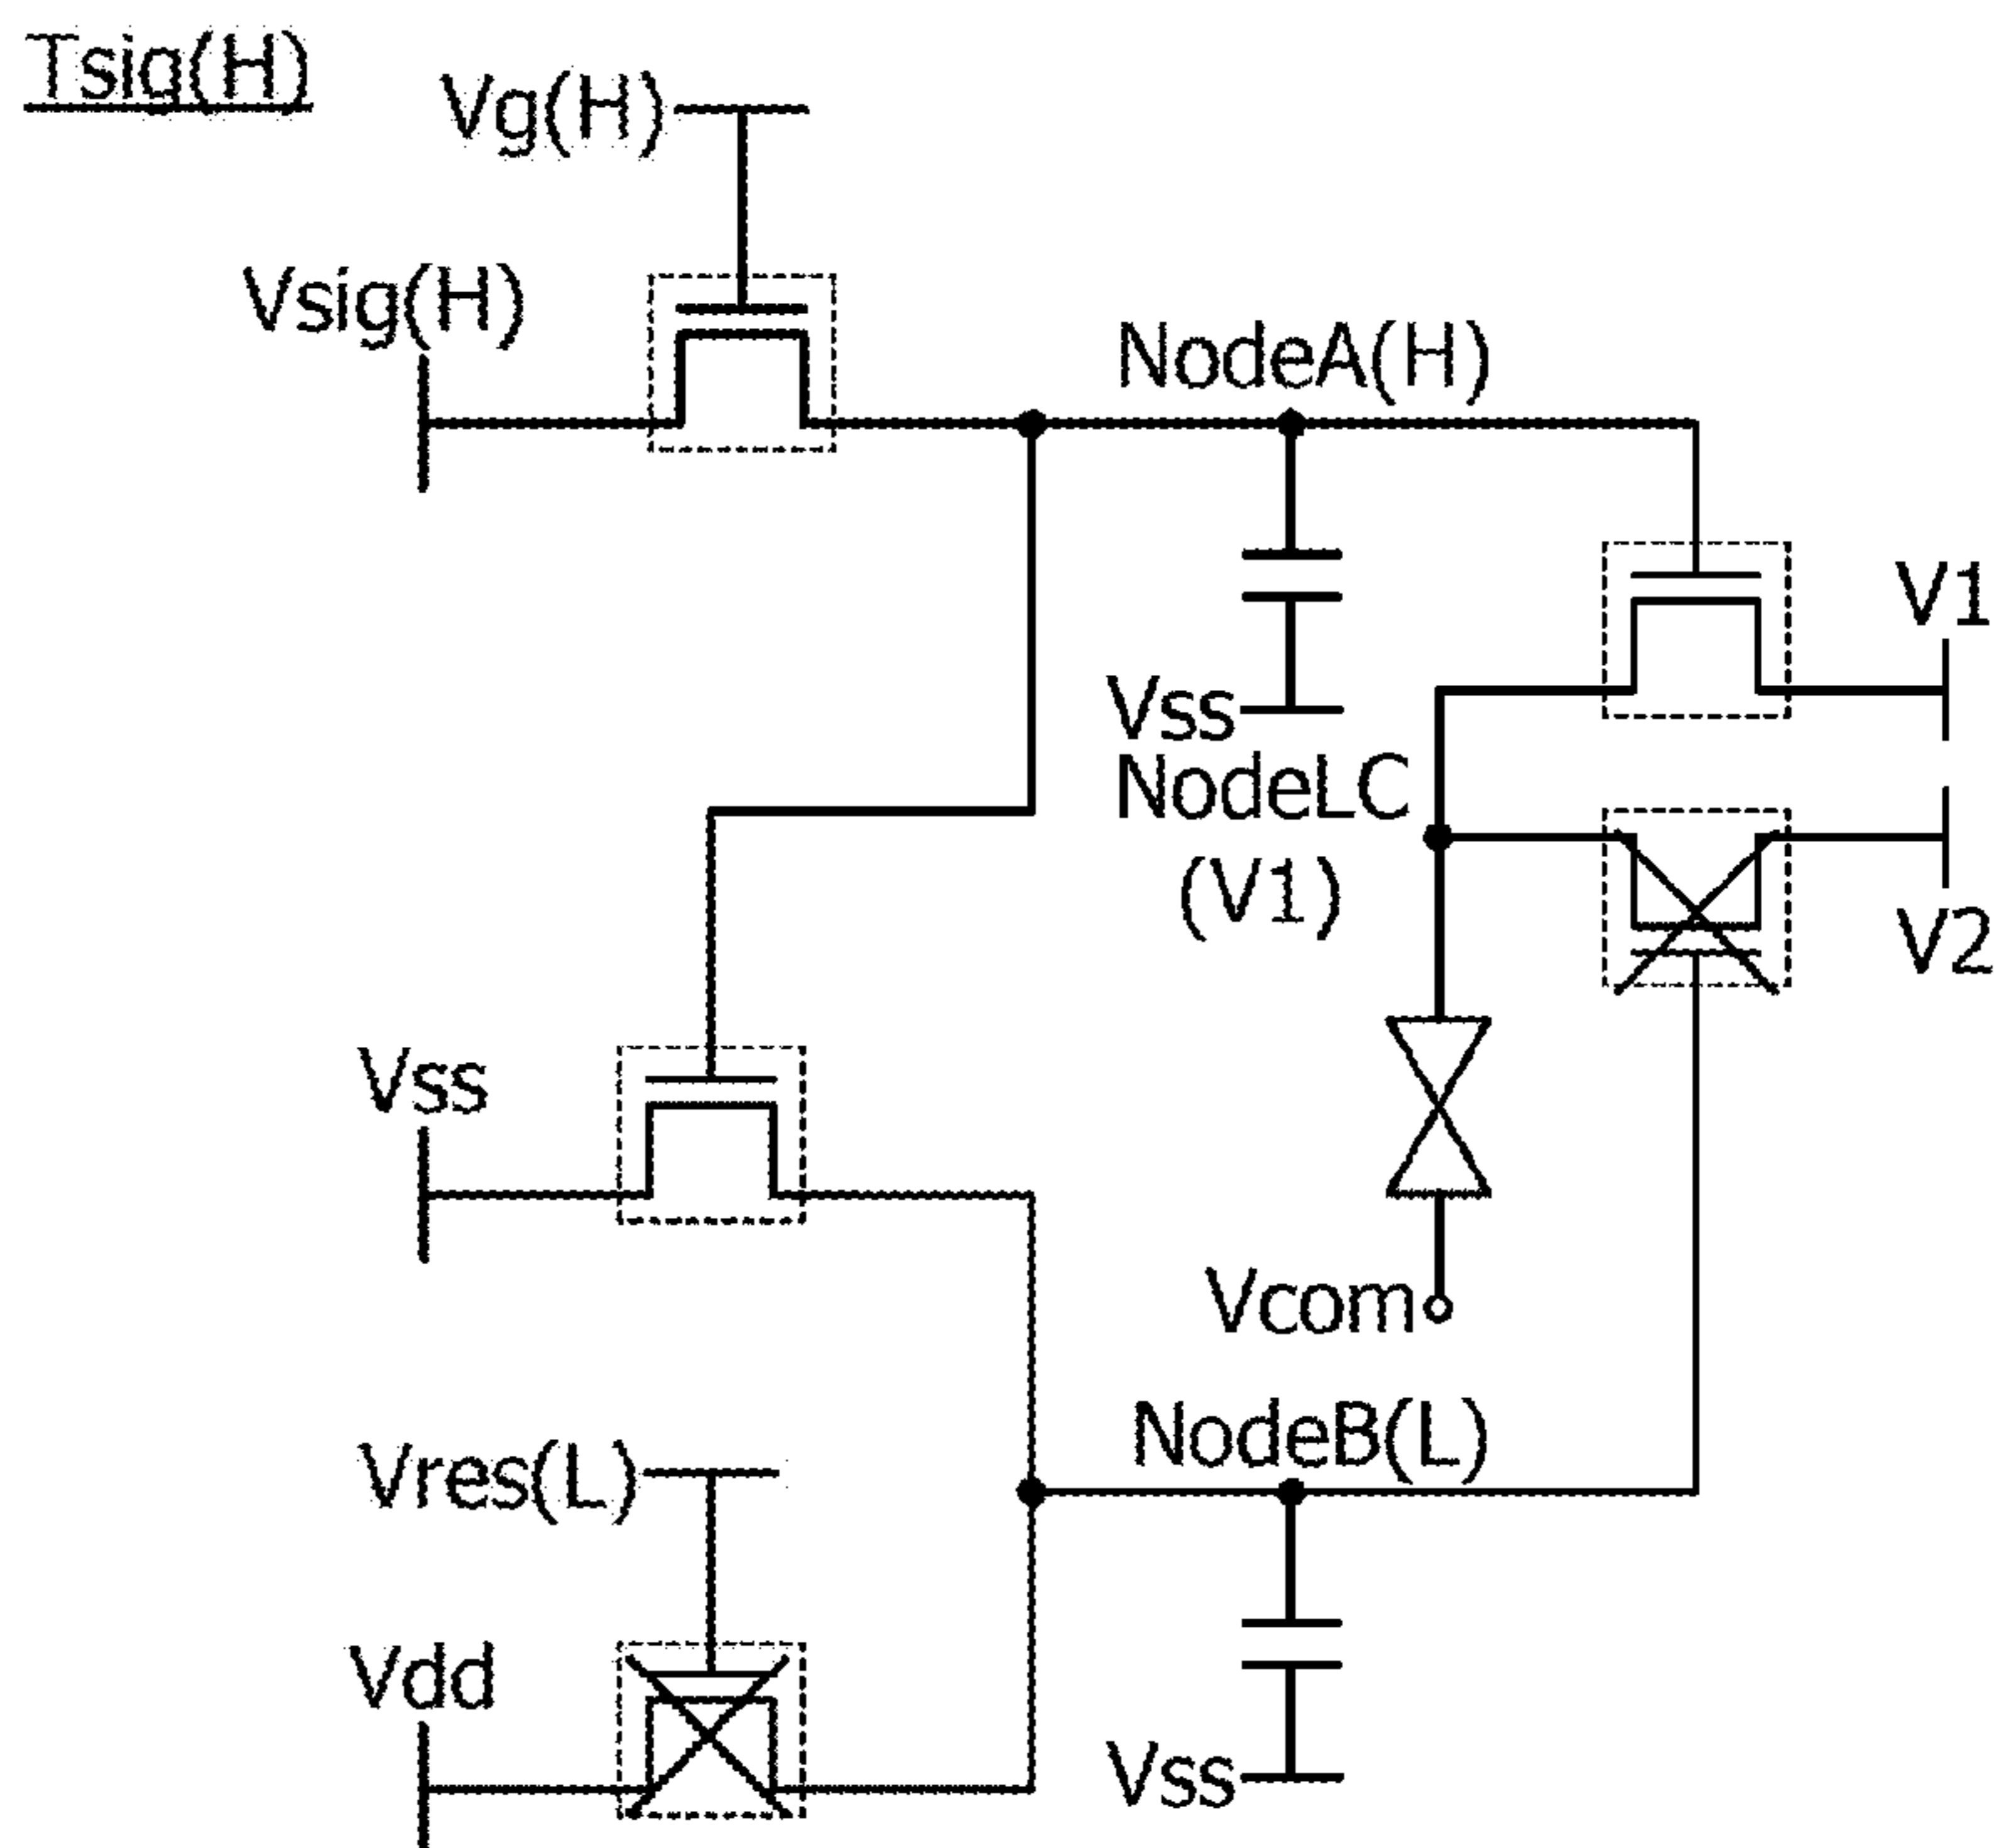 Tsig(H)
Vg(H)
Vsig(H)
NodeA(H)
V1
Vss
NodeLC
(V1)
V2
Vss
Vcom
NodeB(L)
Vres(L)
Vdd
Vss